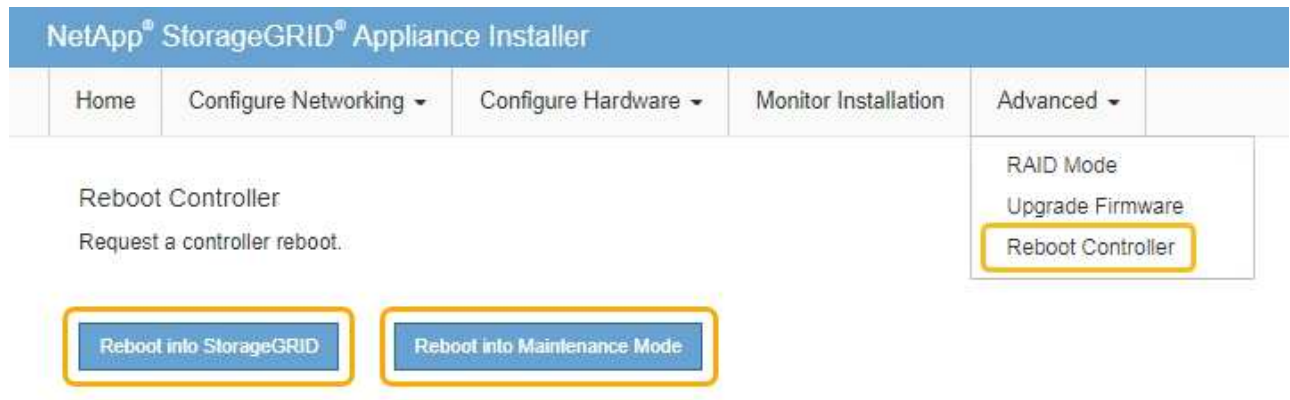 NetApp® StorageGRID® Appliance Installer
Home Configure Networking Configure Hardware Monitor Installation Advanced
RAID Mode
Upgrade Firmware
Reboot Controller
Reboot Controller
Request a controller reboot.
Reboot into StorageGRID Reboot into Maintenance Mode